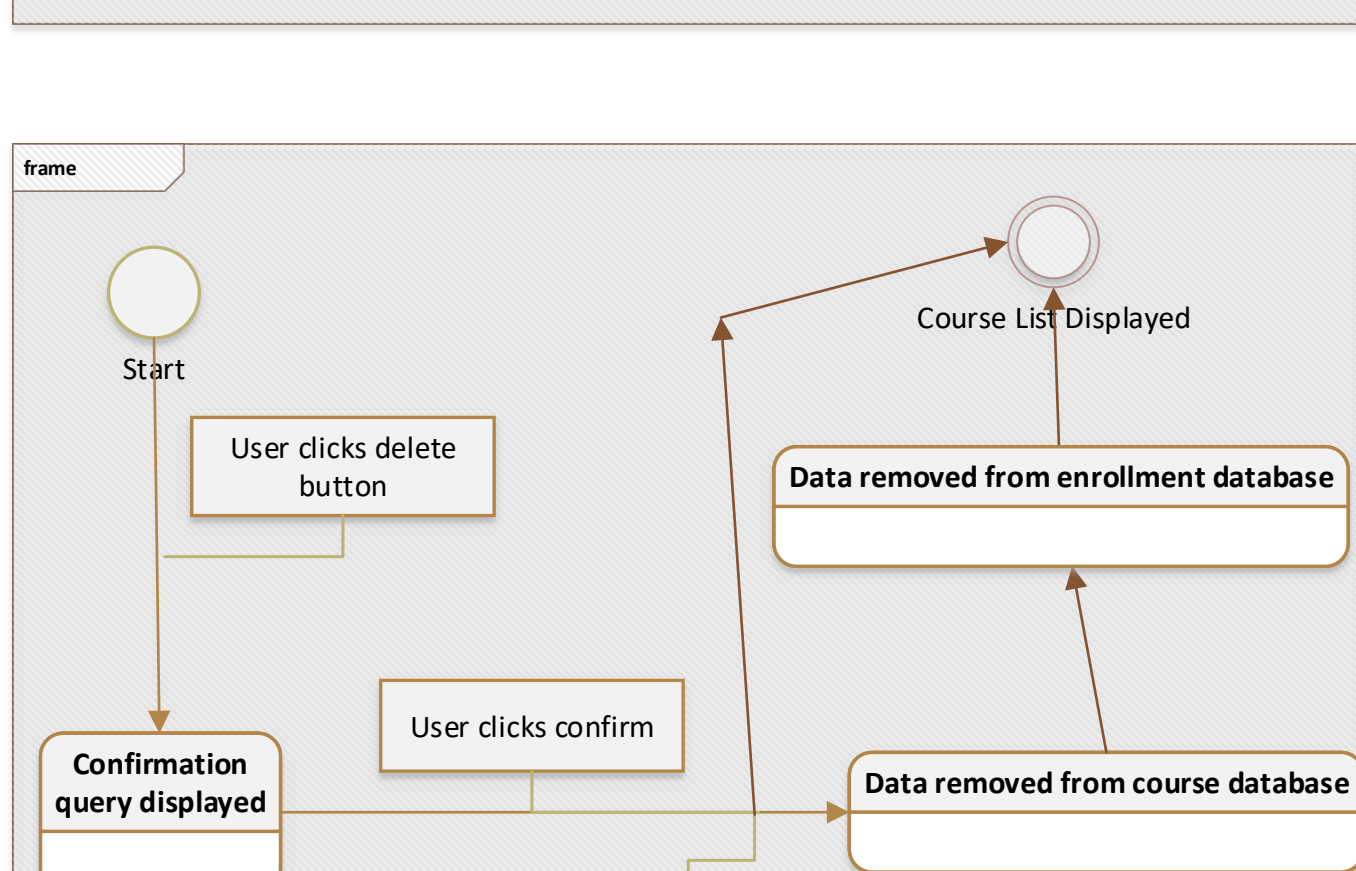 frame
Start
Course List Displayed
User clicks delete
button
Data removed from enrollment database
User clicks confirm
Confirmation
query displayed
Data removed from course database